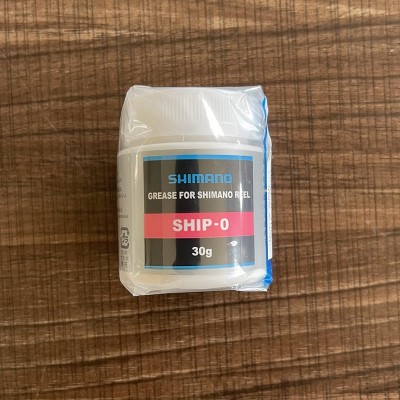 SHIMANO
GREASE FOR SHIMANO REEL
SHIP-0
30g